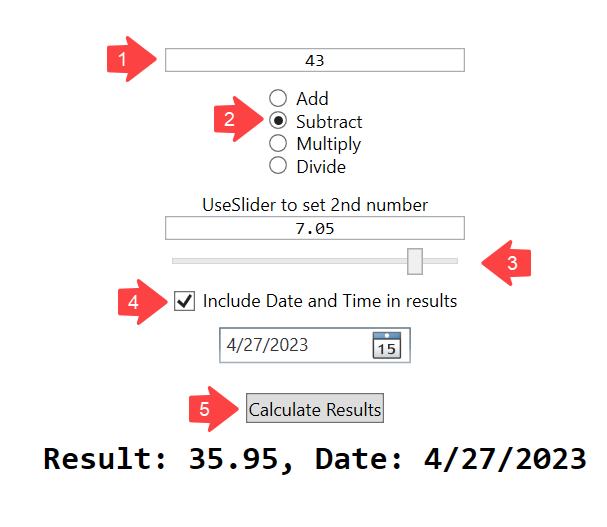 1
43
Add
2
Subtract
Multiply
Divide
UseSlider to set 2nd number
7.05
3
4
Include Date and Time in results
4/27/2023
15
5
Calculate Results
Result: 35.95, Date: 4/27/2023